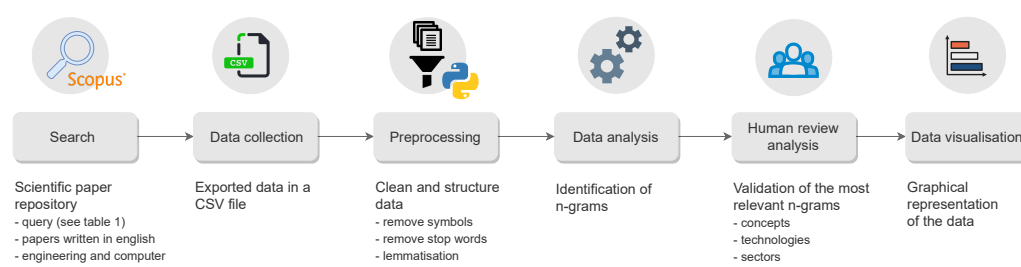 Scopus
CSV
Search
Data collection
Preprocessing
Data analysis
Human review
analysis
Data visualisation
Scientific paper
repository
- query (see table 1)
- papers written in english
- engineering and computer
Exported data in a
CSV file
Clean and structure
data
- remove symbols
- remove stop words
- lemmatisation
Identification of
n-grams
Validation of the most
relevant n-grams
- concepts
- technologies
- sectors
Graphical
representation
of the data